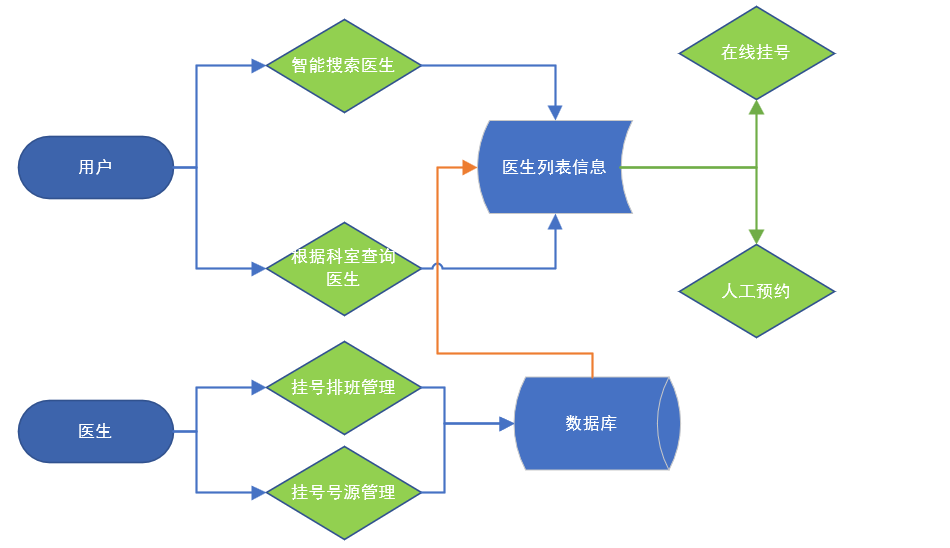 智能搜索医生
在线挂号
用户
医生列表信息
根据科室查询
医生
人工预约
挂号排班管理
医生
数据库
挂号号源管理